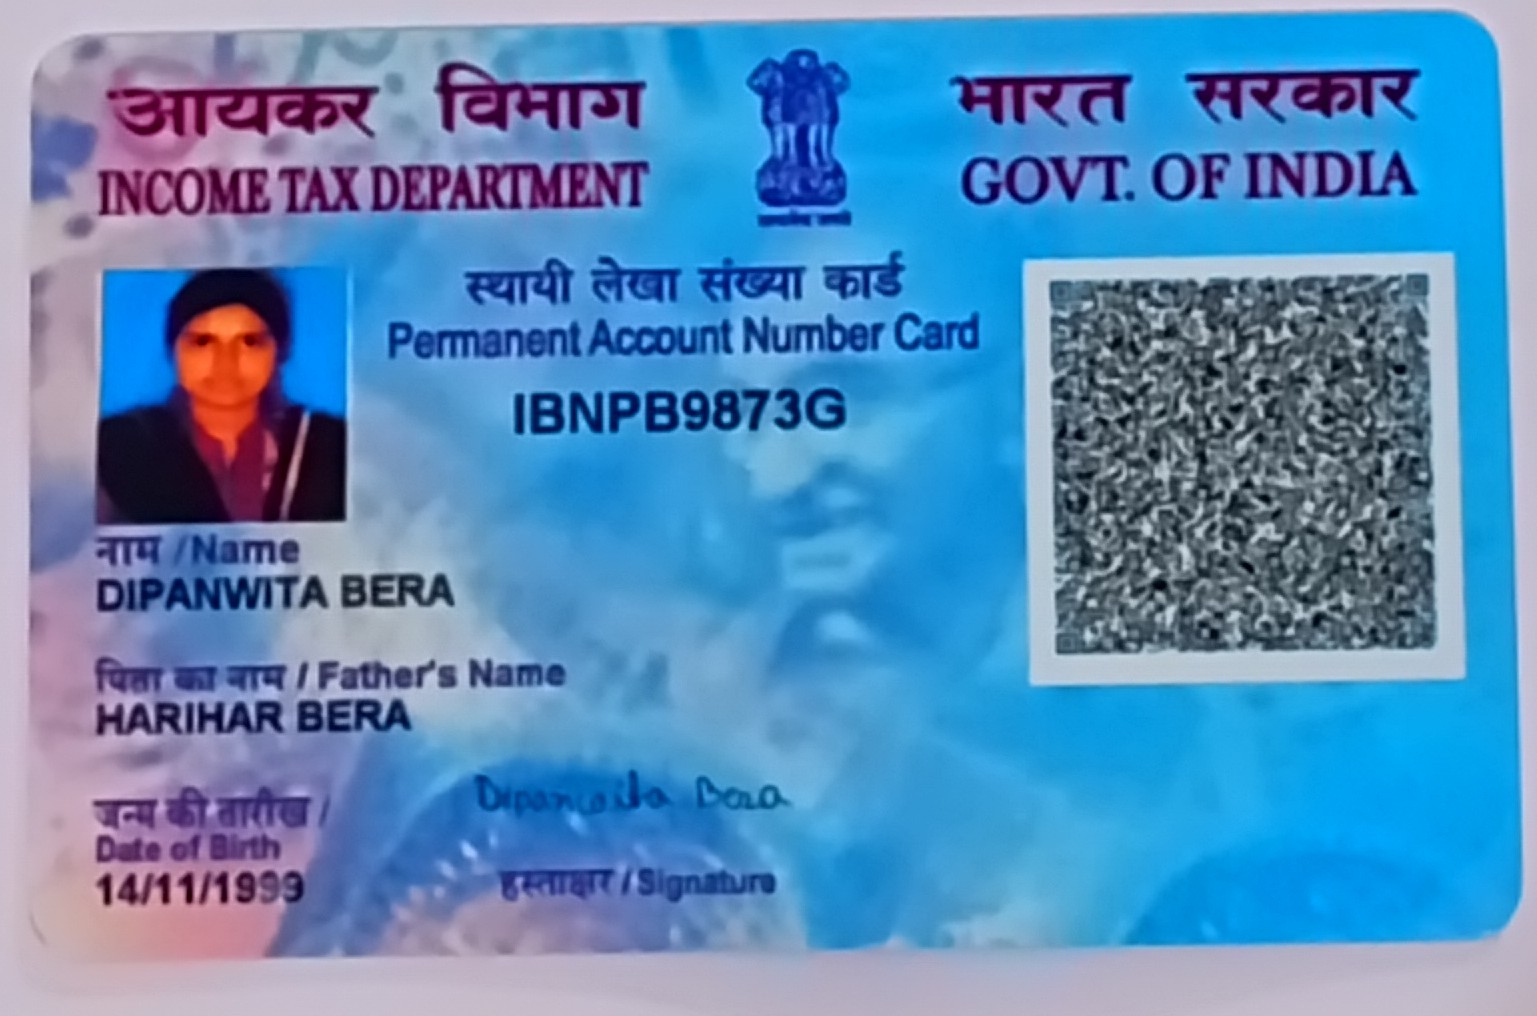 आयकर विभाग
INCOME TAX DEPARTMENT
भारत सरकार
GOVT. OF INDIA
स्थायी लेखा संख्या कार्ड
Permanent Account Number Card
IBNPB9873G
नाम / Name
DIPANWITA BERA
पिता का नाम / Father's Name
HARIHAR BERA
जन्म की तारीख /
Date of Birth
14/11/1999
Dipanwita Bera
हस्ताक्षर / Signature